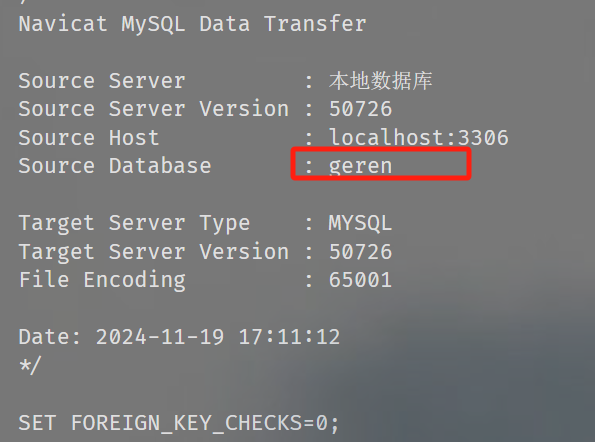 Navicat MySQL Data Transfer
Source Server : 本地数据库
Source Server Version : 50726
Source Host : localhost:3306
Source Database : geren
Target Server Type : MYSQL
Target Server Version : 50726
File Encoding : 65001
Date: 2024-11-19 17:11:12
*/
SET FOREIGN_KEY_CHECKS=0;